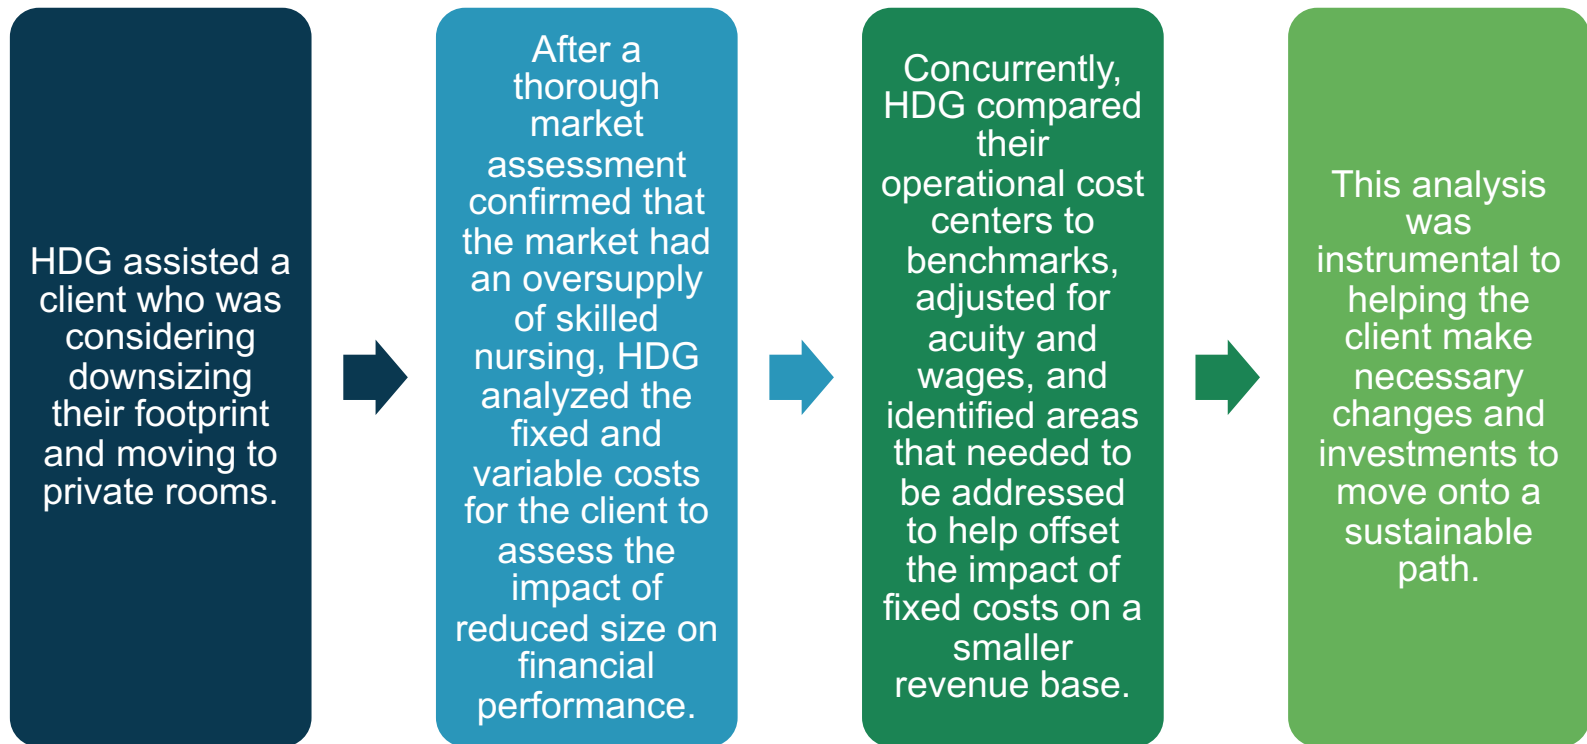 HDG assisted a
client who was
considering
downsizing
their footprint
and moving to
private rooms.
After a
thorough
market
assessment
confirmed that
the market had
an oversupply
of skilled
nursing, HDG
analyzed the
fixed and
variable costs
for the client to
assess the
impact of
reduced size on
financial
performance.
Concurrently,
HDG compared
their
operational cost
centers to
benchmarks,
adjusted for
acuity and
wages, and
identified areas
that needed to
be addressed
to help offset
the impact of
fixed costs on a
smaller
revenue base.
This analysis
was
instrumental to
helping the
client make
necessary
changes and
investments to
move onto a
sustainable
path.